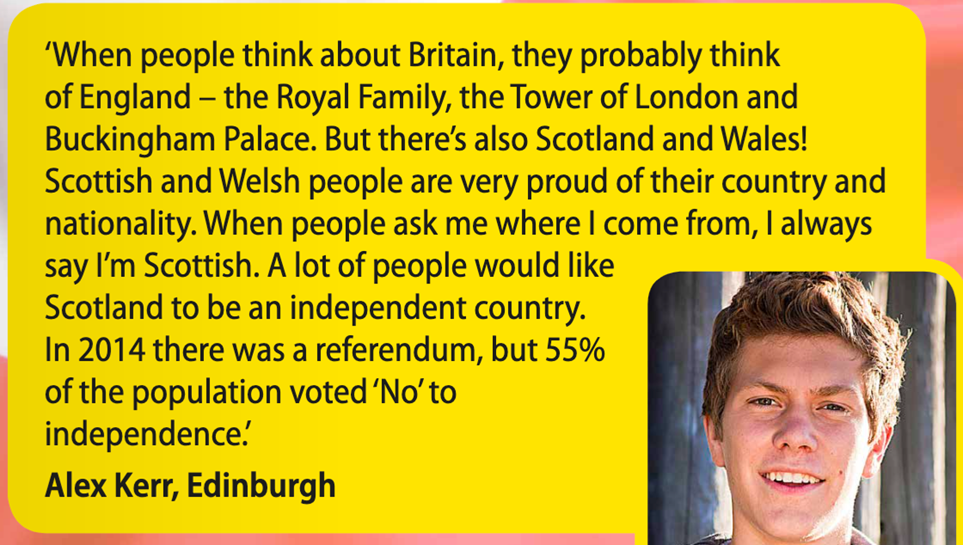 ‘When people think about Britain, they probably think
of England – the Royal Family, the Tower of London and
Buckingham Palace. But there’s also Scotland and Wales!
Scottish and Welsh people are very proud of their country and
nationality. When people ask me where I come from, I always
say I’m Scottish. A lot of people would like
Scotland to be an independent country.
In 2014 there was a referendum, but 55%
of the population voted ‘No’ to
independence.’
Alex Kerr, Edinburgh